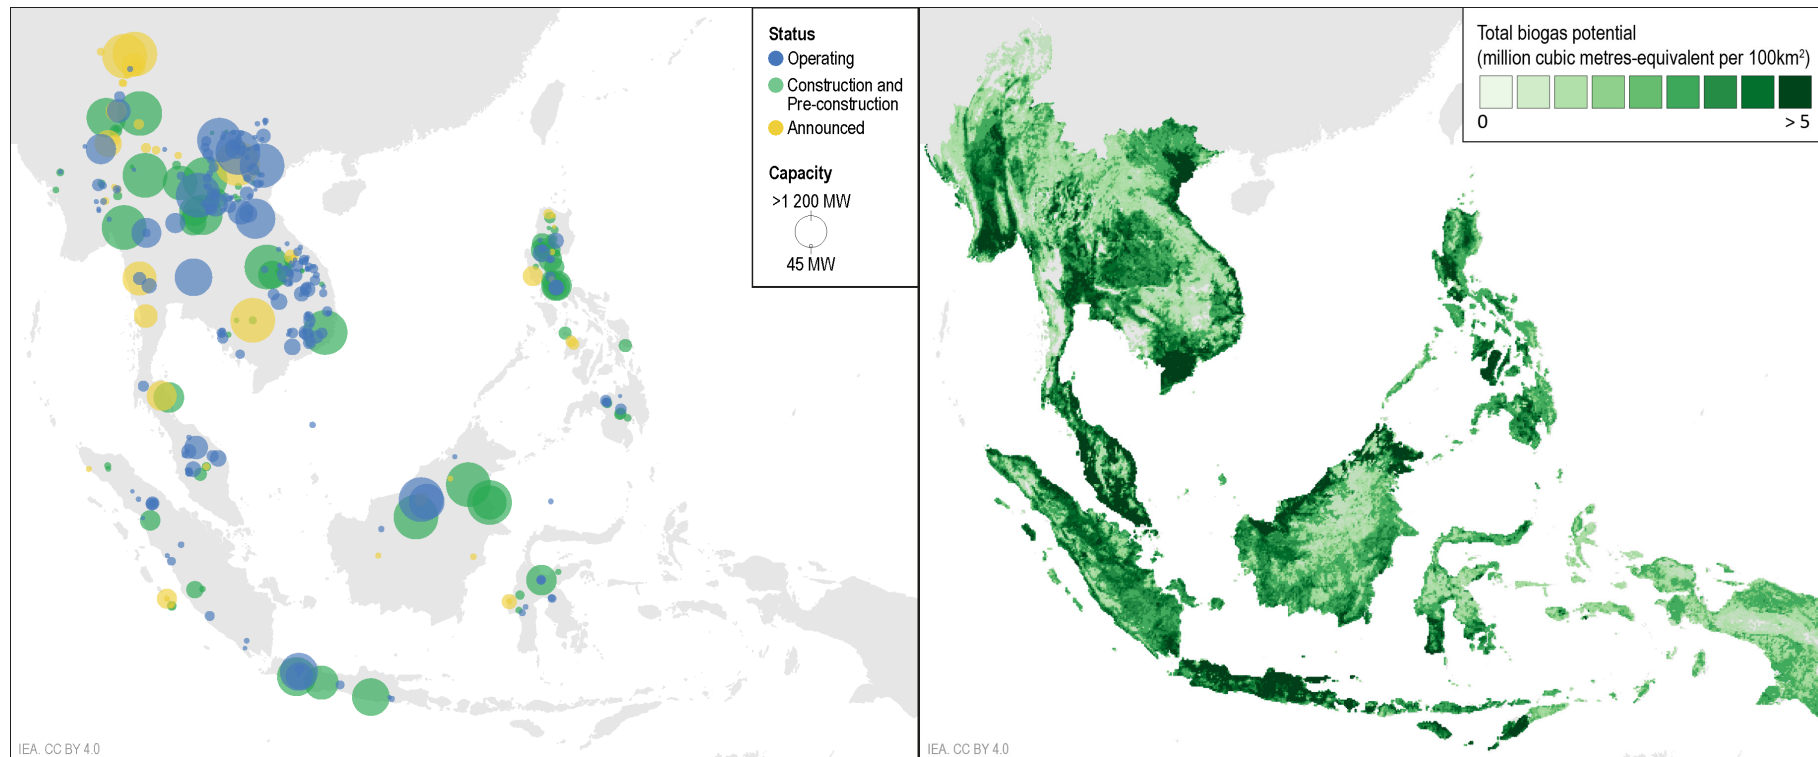 Status
Operating
Construction and
Pre-construction
Announced
Capacity
>1 200 MW
45 MW
IEA. CC BY 4.0
Total biogas potential
(million cubic metres-equivalent per 100km²)
0 > 5
IEA. CC BY 4.0